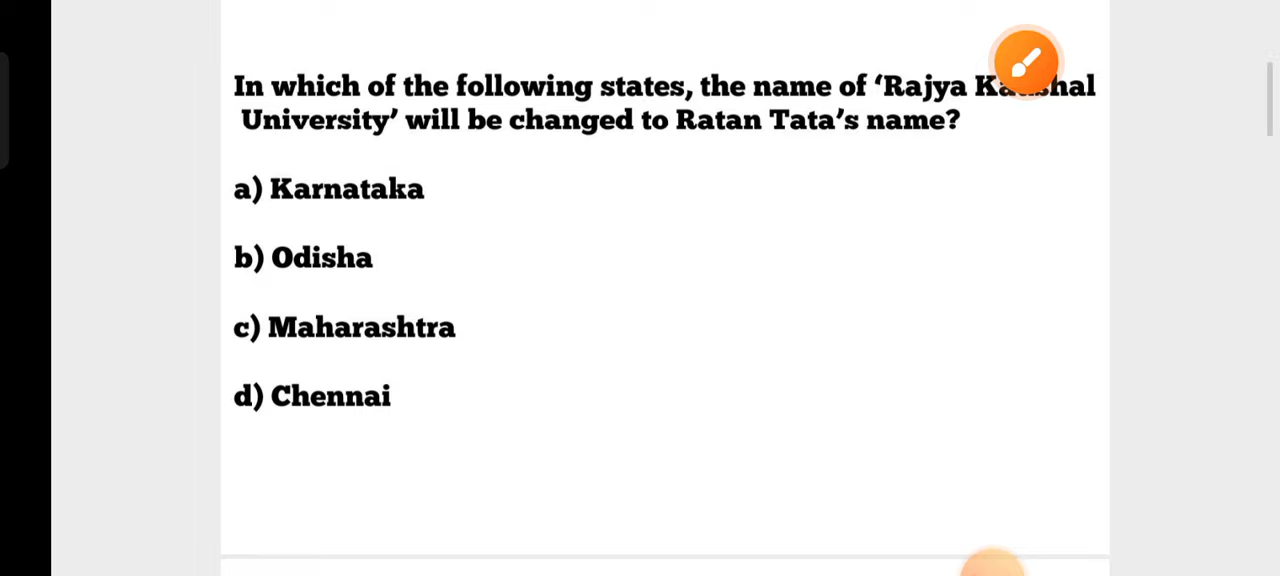 In which of the following states, the name of ‘Rajya
University’ will be changed to Ratan Tata’s name?
a) Karnataka
b) Odisha
c) Maharashtra
d) Chennai